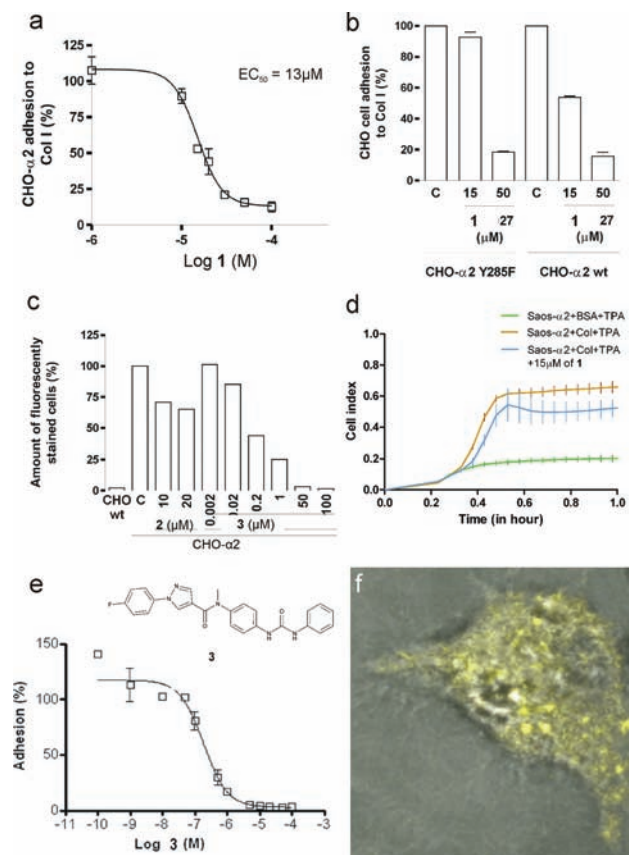 a
CHO-α2 adhesion to
Col I (%)
125
100
75
50
25
0
-6
-5
-4
Log 1 (M)
EC50 = 13μM
b
CHO cell adhesion
to Col I (%)
100
80
60
40
20
0
C 15 50 C 15 50
1 27 1 27
(μM) (μM)
CHO-α2 Y285F CHO-α2 wt
c
Amount of fluorescently
stained cells (%)
125
100
75
50
25
0
CHO
wt
C 10 20 0.002 0.02 0.2 1 50 100
2 (μM) 3 (μM)
CHO-α2
d
Saos-α2+BSA+TPA
Saos-α2+Col+TPA
Saos-α2+Col+TPA
+15μM of 1
Cell index
1.0
0.8
0.6
0.4
0.2
0.0
0.0 0.2 0.4 0.6 0.8 1.0
Time (in hour)
e
F
N
N
O
N
N
H
O
N
H
3
Adhesion (%)
150
100
50
0
-11 -10 -9 -8 -7 -6 -5 -4 -3 -2
Log 3 (M)
f